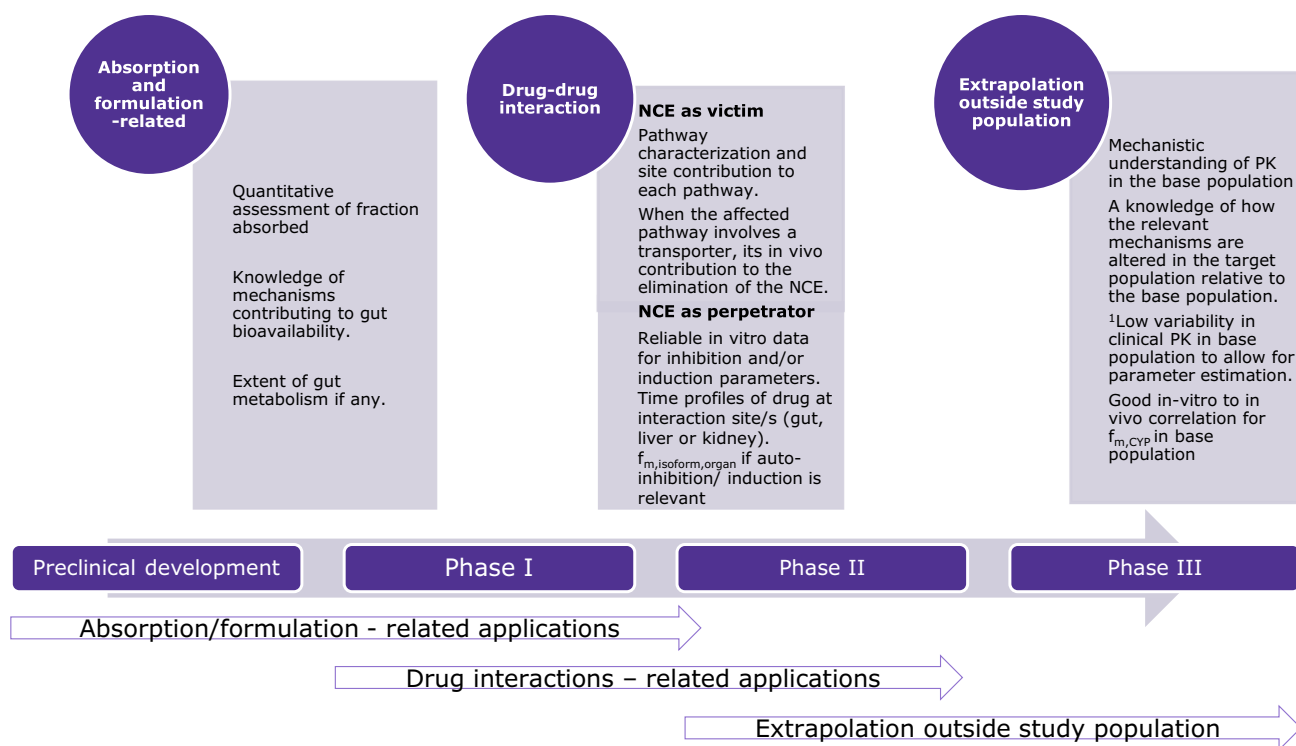 Absorption
and
formulation
-related
Quantitative
assessment of fraction
absorbed
Knowledge of
mechanisms
contributing to gut
bioavailability.
Extent of gut
metabolism if any.
Drug-drug
interaction
NCE as victim
Pathway
characterization and
site contribution to
each pathway.
When the affected
pathway involves a
transporter, its in vivo
contribution to the
elimination of the NCE.
NCE as perpetrator
Reliable in vitro data
for inhibition and/or
induction parameters.
Time profiles of drug at
interaction site/s (gut,
liver or kidney).
fm,isoform,organ if auto-
inhibition/ induction is
relevant
Extrapolation
outside study
population
Mechanistic
understanding of PK
in the base population
A knowledge of how
the relevant
mechanisms are
altered in the target
population relative to
the base population.
¹Low variability in
clinical PK in base
population to allow for
parameter estimation.
Good in-vitro to in
vivo correlation for
fm,CYP in base
population
Preclinical development
Phase I
Phase II
Phase III
Absorption/formulation - related applications
Drug interactions – related applications
Extrapolation outside study population